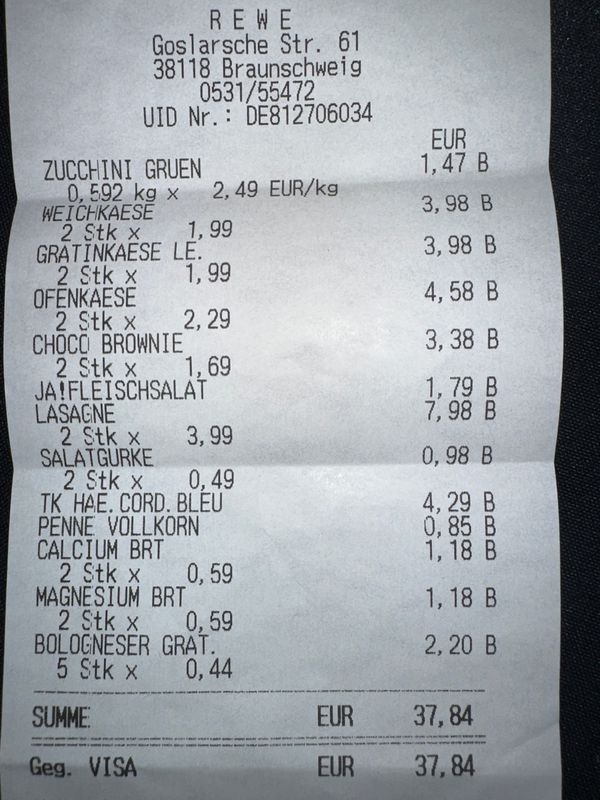 R E W E
Goslarsche Str. 61
38118 Braunschweig
0531/55472
UID Nr.: DE812706034
EUR
ZUCCHINI GRUEN 1,47 B
0,592 kg x 2,49 EUR/kg
WEICHKAESE 3,98 B
2 Stk x 1,99
GRATINKAESE LE. 3,98 B
2 Stk x 1,99
OFENKAESE 4,58 B
2 Stk x 2,29
CHOCO BROWNIE 3,38 B
2 Stk x 1,69
JA!FLEISCHSALAT 1,79 B
LASAGNE 7,98 B
2 Stk x 3,99
SALATGURKE 0,98 B
2 Stk x 0,49
TK HAE.CORD.BLEU 4,29 B
PENNE VOLLKORN 0,85 B
CALCIUM BRT 1,18 B
2 Stk x 0,59
MAGNESIUM BRT 1,18 B
2 Stk x 0,59
BOLOGNESER GRAT. 2,20 B
5 Stk x 0,44
SUMME EUR 37,84
Geg. VISA EUR 37,84